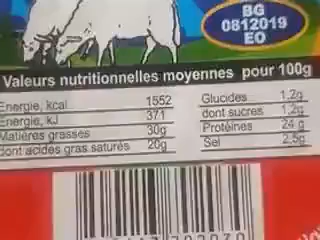 BG
0812019
EO
Valeurs nutritionnelles moyennes pour 100g
Energie, kcal 1552
Energie, kJ 371
Matières grasses 30g
dont acides gras saturés 20g
Glucides 1,2g
dont sucres 1,2g
Protéines 24 g
Sel 2,5g